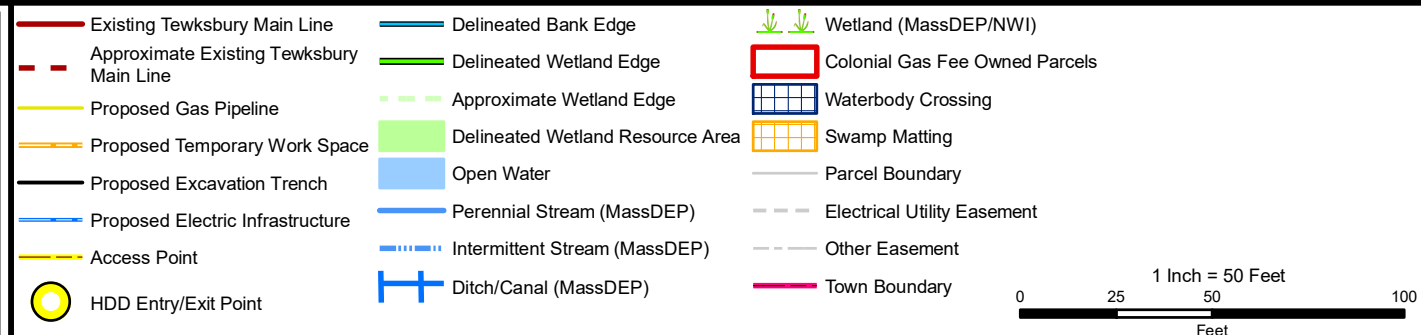 Existing Tewksbury Main Line
Approximate Existing Tewksbury
Main Line
Proposed Gas Pipeline
Proposed Temporary Work Space
Proposed Excavation Trench
Proposed Electric Infrastructure
Access Point
HDD Entry/Exit Point
Delineated Bank Edge
Delineated Wetland Edge
Approximate Wetland Edge
Delineated Wetland Resource Area
Open Water
Perennial Stream (MassDEP)
Intermittent Stream (MassDEP)
Ditch/Canal (MassDEP)
Wetland (MassDEP/NWI)
Colonial Gas Fee Owned Parcels
Waterbody Crossing
Swamp Matting
Parcel Boundary
Electrical Utility Easement
Other Easement
Town Boundary
1 Inch = 50 Feet
0 25 50 100
Feet